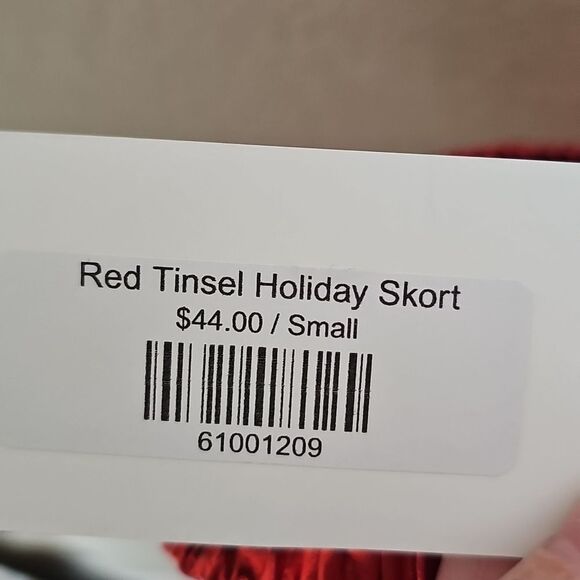 Red Tinsel Holiday Skort
$44.00 / Small
61001209